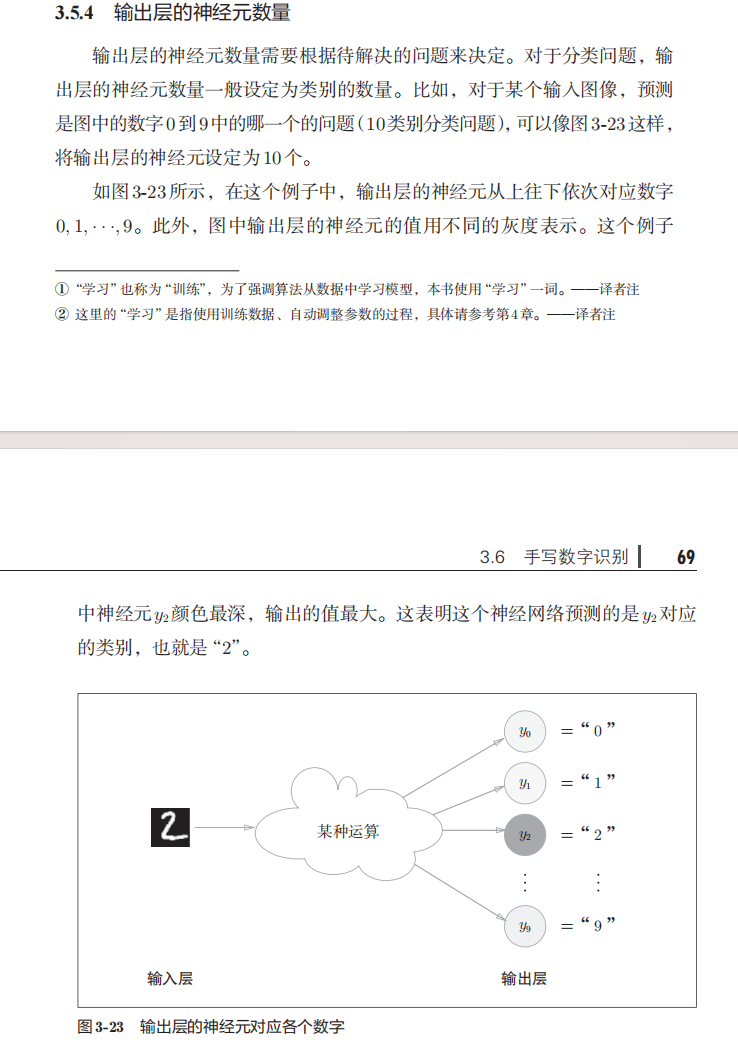 3.5.4 输出层的神经元数量
输出层的神经元数量需要根据待解决的问题来决定。对于分类问题，输
出层的神经元数量一般设定为类别的数量。比如，对于某个输入图像，预测
是图中的数字0到9中的哪一个的问题（10类别分类问题），可以像图3-23这样，
将输出层的神经元设定为10个。
如图3-23所示，在这个例子中，输出层的神经元从上往下依次对应数字
0, 1, ···, 9。此外，图中输出层的神经元的值用不同的灰度表示。这个例子
① “学习”也称为“训练”，为了强调算法从数据中学习模型，本书使用“学习”一词。——译者注
② 这里的“学习”是指使用训练数据、自动调整参数的过程，具体请参考第4章。——译者注
3.6 手写数字识别 69
中神经元y₂颜色最深，输出的值最大。这表明这个神经网络预测的是y₂对应
的类别，也就是“2”。
y₀ =“0”
y₁ =“1”
2 某种运算 y₂ =“2”
⋮ ⋮
y₉ =“9”
输入层 输出层
图3-23 输出层的神经元对应各个数字